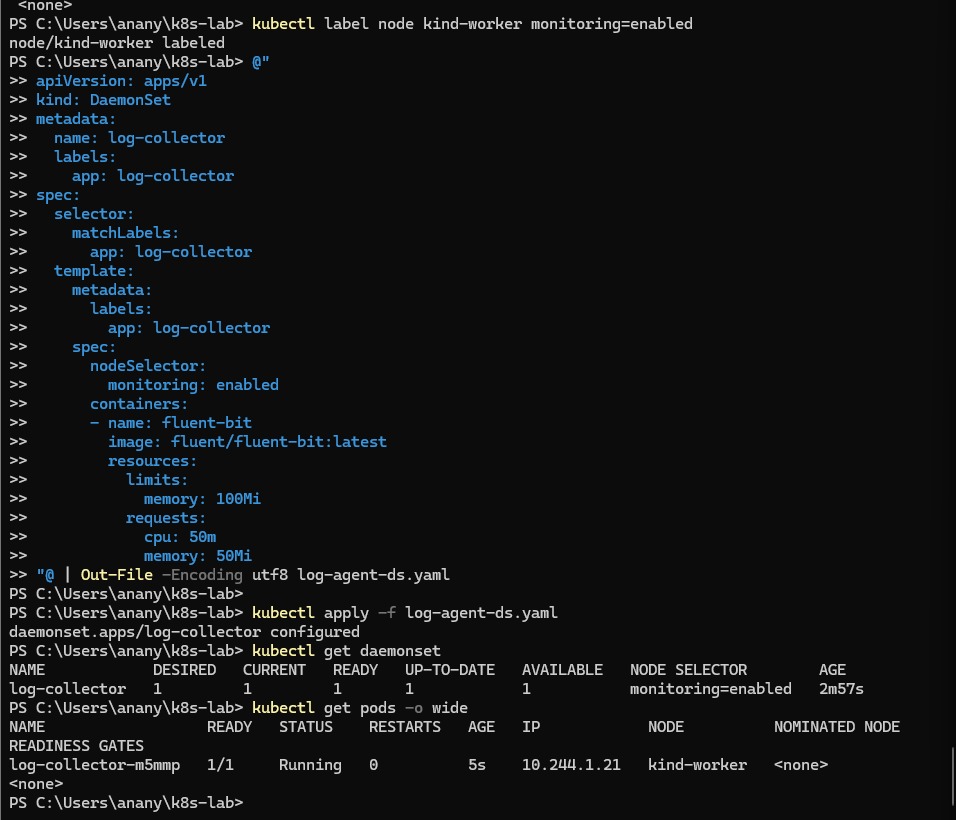 <none>
PS C:\Users\anany\k8s-lab> kubectl label node kind-worker monitoring=enabled
node/kind-worker labeled
PS C:\Users\anany\k8s-lab> @"
>> apiVersion: apps/v1
>> kind: DaemonSet
>> metadata:
>>   name: log-collector
>>   labels:
>>     app: log-collector
>> spec:
>>   selector:
>>     matchLabels:
>>       app: log-collector
>>   template:
>>     metadata:
>>       labels:
>>         app: log-collector
>>     spec:
>>       nodeSelector:
>>         monitoring: enabled
>>       containers:
>>       - name: fluent-bit
>>         image: fluent/fluent-bit:latest
>>         resources:
>>           limits:
>>             memory: 100Mi
>>           requests:
>>             cpu: 50m
>>             memory: 50Mi
>> "@ | Out-File -Encoding utf8 log-agent-ds.yaml
PS C:\Users\anany\k8s-lab>
PS C:\Users\anany\k8s-lab> kubectl apply -f log-agent-ds.yaml
daemonset.apps/log-collector configured
PS C:\Users\anany\k8s-lab> kubectl get daemonset
NAME            DESIRED   CURRENT   READY   UP-TO-DATE   AVAILABLE   NODE SELECTOR        AGE
log-collector   1         1         1       1            1           monitoring=enabled   2m57s
PS C:\Users\anany\k8s-lab> kubectl get pods -o wide
NAME                  READY   STATUS    RESTARTS   AGE   IP            NODE          NOMINATED NODE
READINESS GATES
log-collector-m5mmp   1/1     Running   0          5s    10.244.1.21   kind-worker   <none>
<none>
PS C:\Users\anany\k8s-lab>